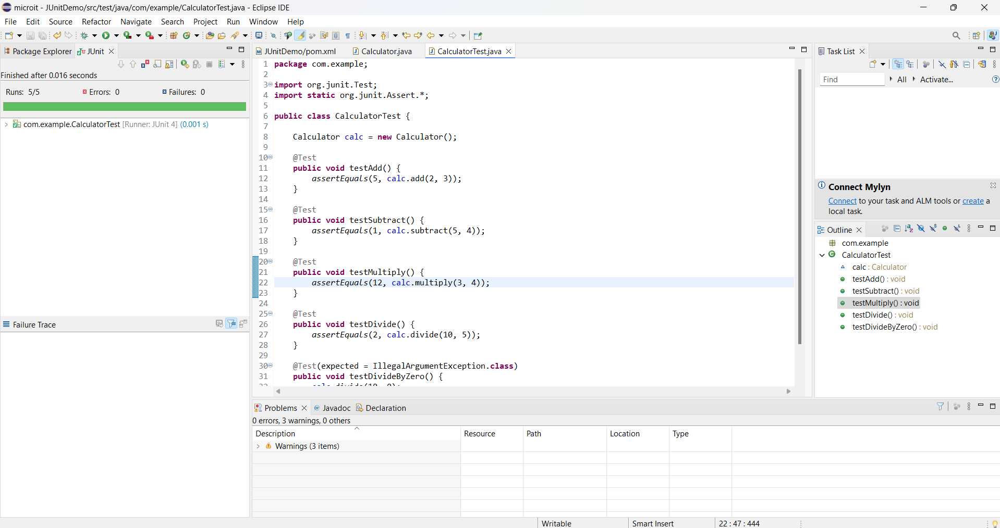 microit - JUnitDemo/src/test/java/com/example/CalculatorTest.java - Eclipse IDE
File Edit Source Refactor Navigate Search Project Run Window Help
Package Explorer JUnit
Finished after 0.016 seconds
Runs: 5/5 Errors: 0 Failures: 0
com.example.CalculatorTest [Runner: JUnit 4] (0.001 s)
Failure Trace
JUnitDemo/pom.xml Calculator.java CalculatorTest.java
1 package com.example;
2
3 import org.junit.Test;
4 import static org.junit.Assert.*;
5
6 public class CalculatorTest {
7
8 Calculator calc = new Calculator();
9
10 @Test
11 public void testAdd() {
12 assertEquals(5, calc.add(2, 3));
13 }
14
15 @Test
16 public void testSubtract() {
17 assertEquals(1, calc.subtract(5, 4));
18 }
19
20 @Test
21 public void testMultiply() {
22 assertEquals(12, calc.multiply(3, 4));
23 }
24
25 @Test
26 public void testDivide() {
27 assertEquals(2, calc.divide(10, 5));
28 }
29
30 @Test(expected = IllegalArgumentException.class)
31 public void testDivideByZero() {
Task List
Find All Activate...
Connect Mylyn
Connect to your task and ALM tools or create a
local task.
Outline
com.example
CalculatorTest
calc : Calculator
testAdd() : void
testSubtract() : void
testMultiply() : void
testDivide() : void
testDivideByZero() : void
Problems @ Javadoc Declaration
0 errors, 3 warnings, 0 others
Description Resource Path Location Type
Warnings (3 items)
Writable Smart Insert 22 : 47 : 444